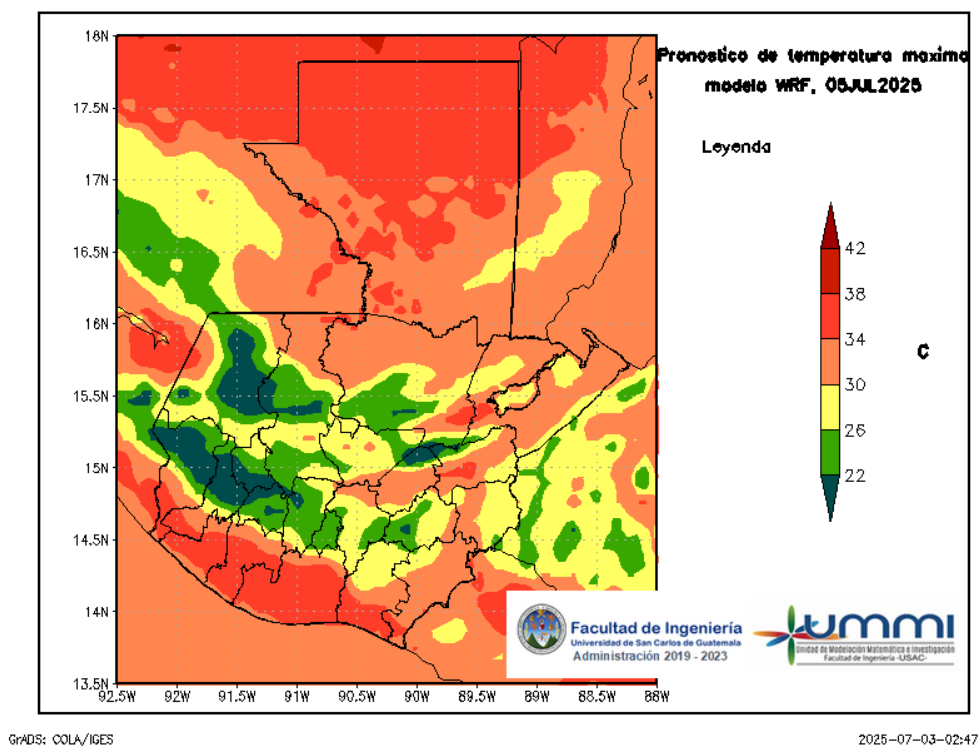 Pronostico de temperatura maxima
modelo WRF, 05JUL2025
Leyenda
42
38
34
30
26
22
C
18N
17.5N
17N
16.5N
16N
15.5N
15N
14.5N
14N
13.5N
92.5W
92W
91.5W
91W
90.5W
90W
89.5W
89W
88.5W
88W
Facultad de Ingeniería
Universidad de San Carlos de Guatemala
Administración 2019 - 2023
UMMI
Unidad de Modelación Matemática e Investigación
Facultad de Ingeniería -USAC-
GrADS: COLA/IGES
2025-07-03-02:47